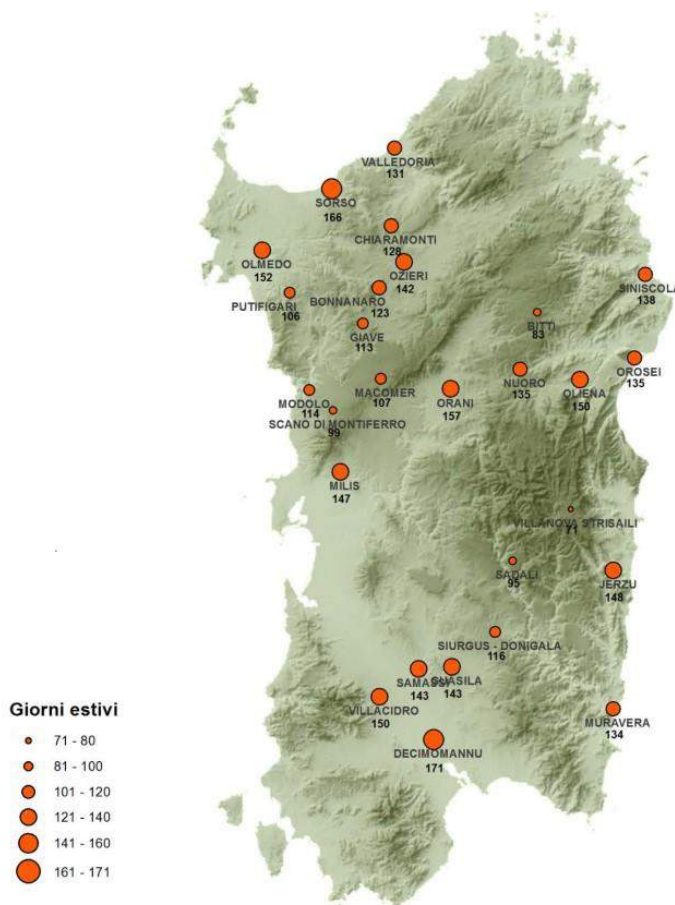 VALLEDORIA
131
SORSO
166
CHIARAMONTI
128
OLMEDO
152
OZIERI
142
SINISCOLA
138
BONNANARO
123
PUTIFIGARI
106
BITTI
83
GIAVE
113
OROSEI
135
NUORO
135
OLIENA
150
MACOMER
107
ORANI
157
MODOLO
114
SCANO DI MONTIFERRO
99
MILIS
147
VILLANOVA STRISAILI
71
SADALI
95
JERZU
148
SIURGUS - DONIGALA
116
SAMASSI
143
GUASILA
143
VILLACIDRO
150
MURAVERA
134
DECIMOMANNU
171
Giorni estivi
71 - 80
81 - 100
101 - 120
121 - 140
141 - 160
161 - 171